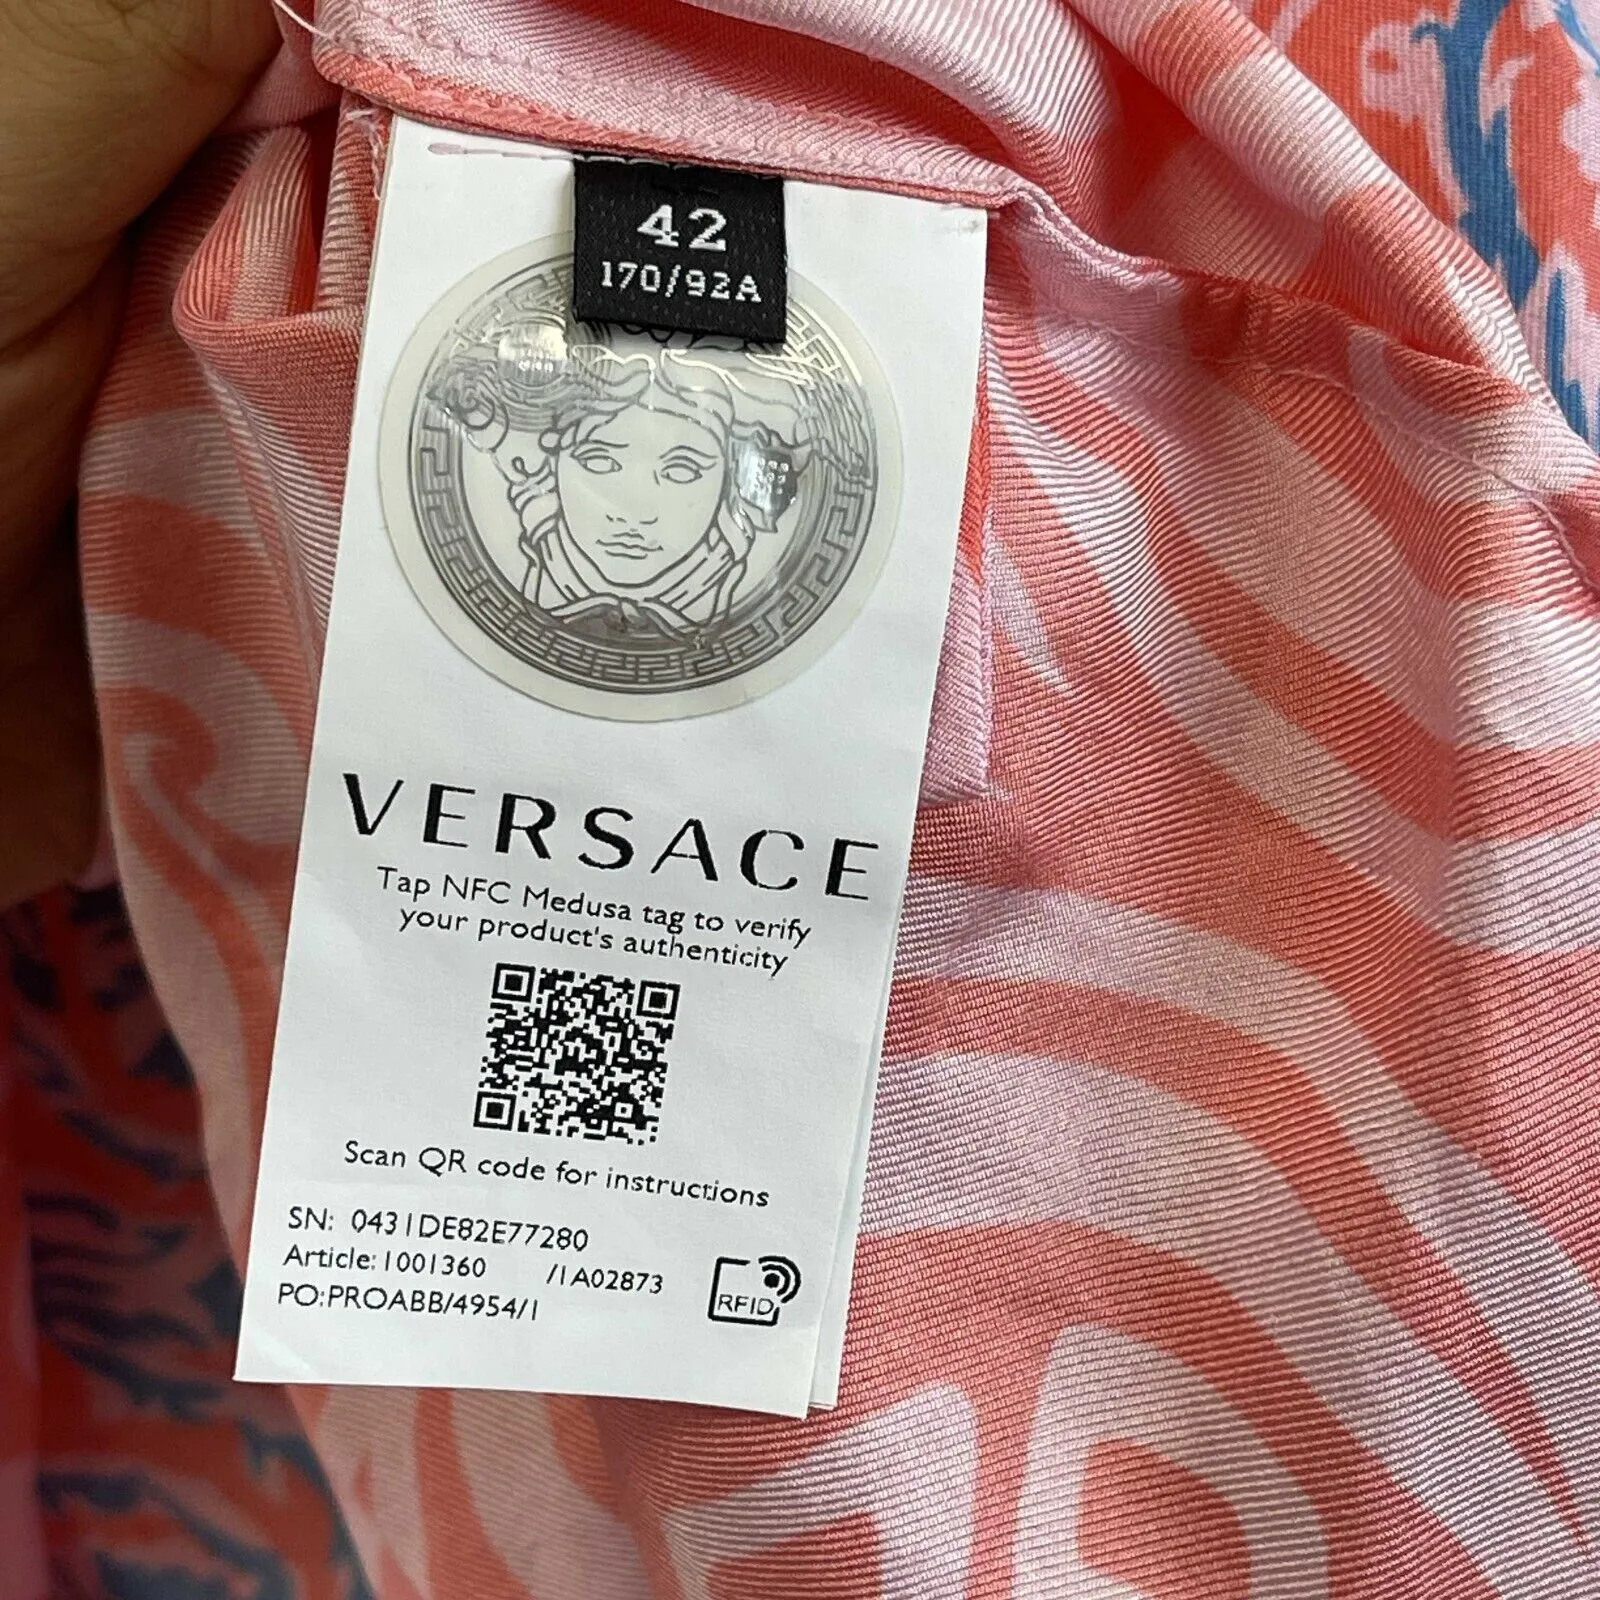 42
170/92A
VERSACE
Tap NFC Medusa tag to verify
your product's authenticity
Scan QR code for instructions
SN: 0431DE82E77280
Article:1001360 /1A02873
PO:PROABB/4954/1
RFID